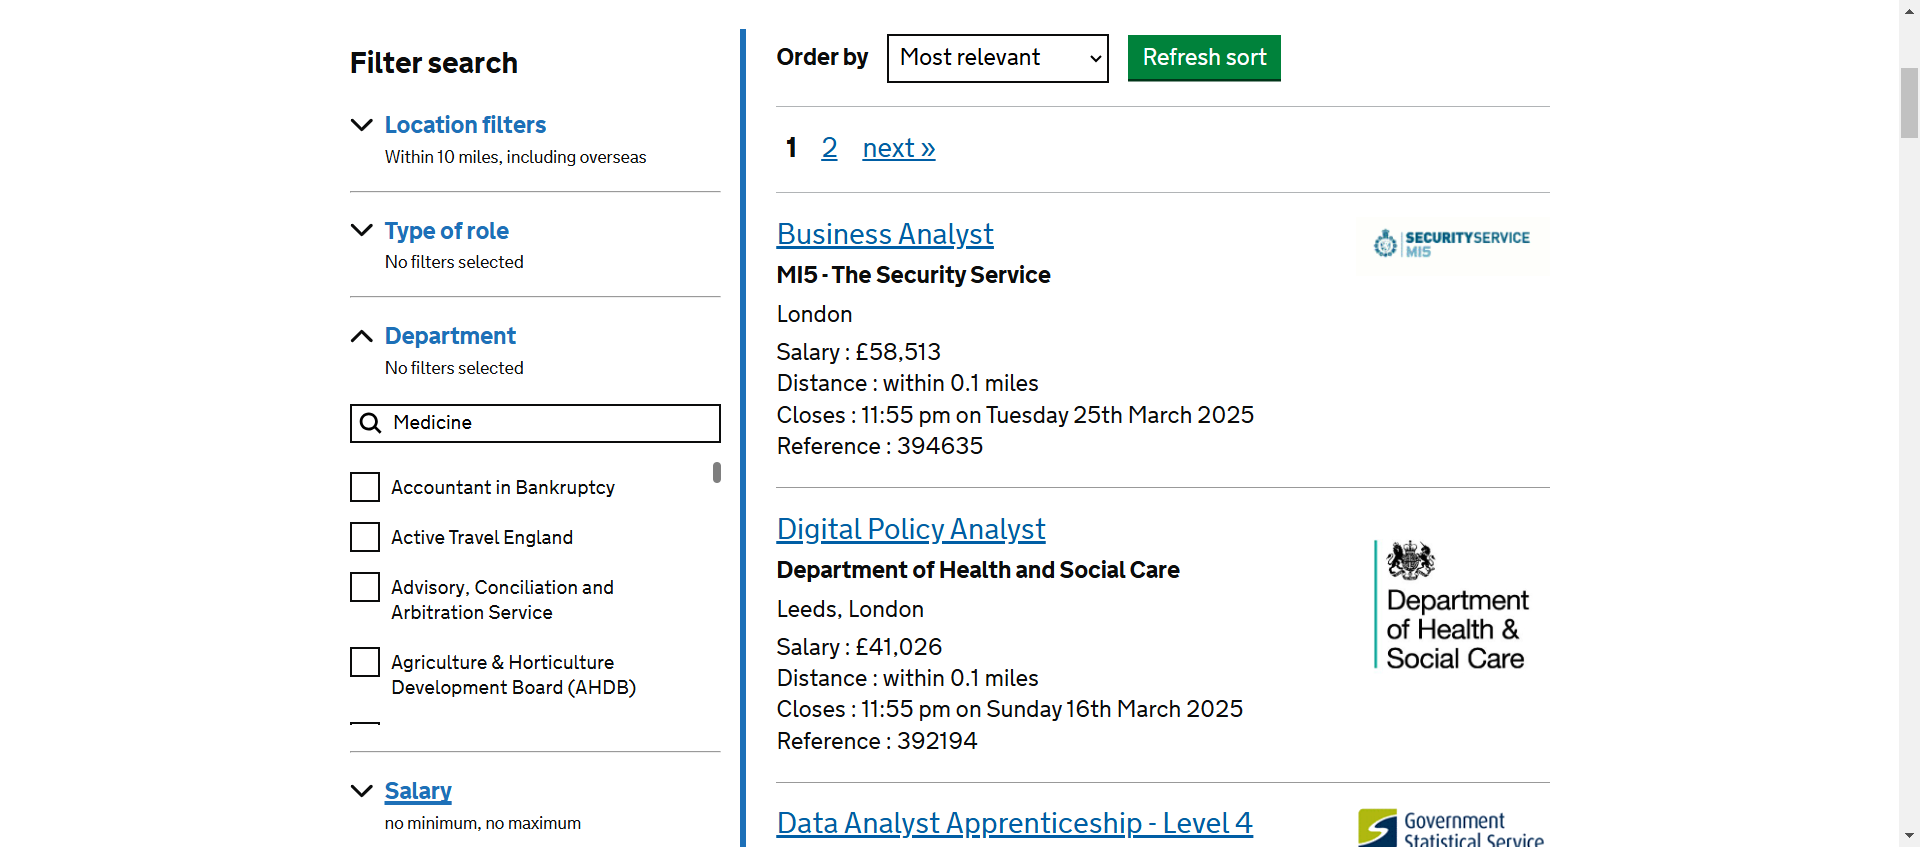 Filter search
Location filters
Within 10 miles, including overseas
Type of role
No filters selected
Department
No filters selected
Medicine
Accountant in Bankruptcy
Active Travel England
Advisory, Conciliation and
Arbitration Service
Agriculture & Horticulture
Development Board (AHDB)
Salary
no minimum, no maximum
Order by
Most relevant
Refresh sort
1 2 next »
Business Analyst
MI5 - The Security Service
London
Salary : £58,513
Distance : within 0.1 miles
Closes : 11:55 pm on Tuesday 25th March 2025
Reference : 394635
SECURITYSERVICE
MI5
Digital Policy Analyst
Department of Health and Social Care
Leeds, London
Salary : £41,026
Distance : within 0.1 miles
Closes : 11:55 pm on Sunday 16th March 2025
Reference : 392194
Department
of Health &
Social Care
Data Analyst Apprenticeship - Level 4
Government
Statistical Service